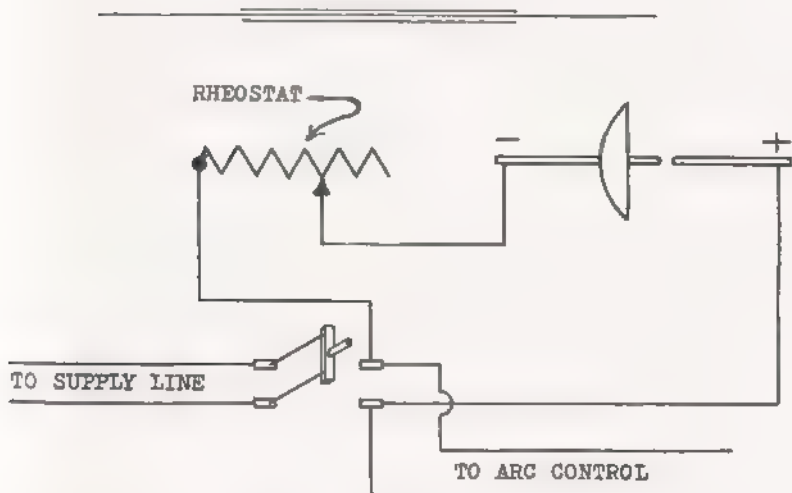 RHEOSTAT
- +
TO SUPPLY LINE
TO ARC CONTROL